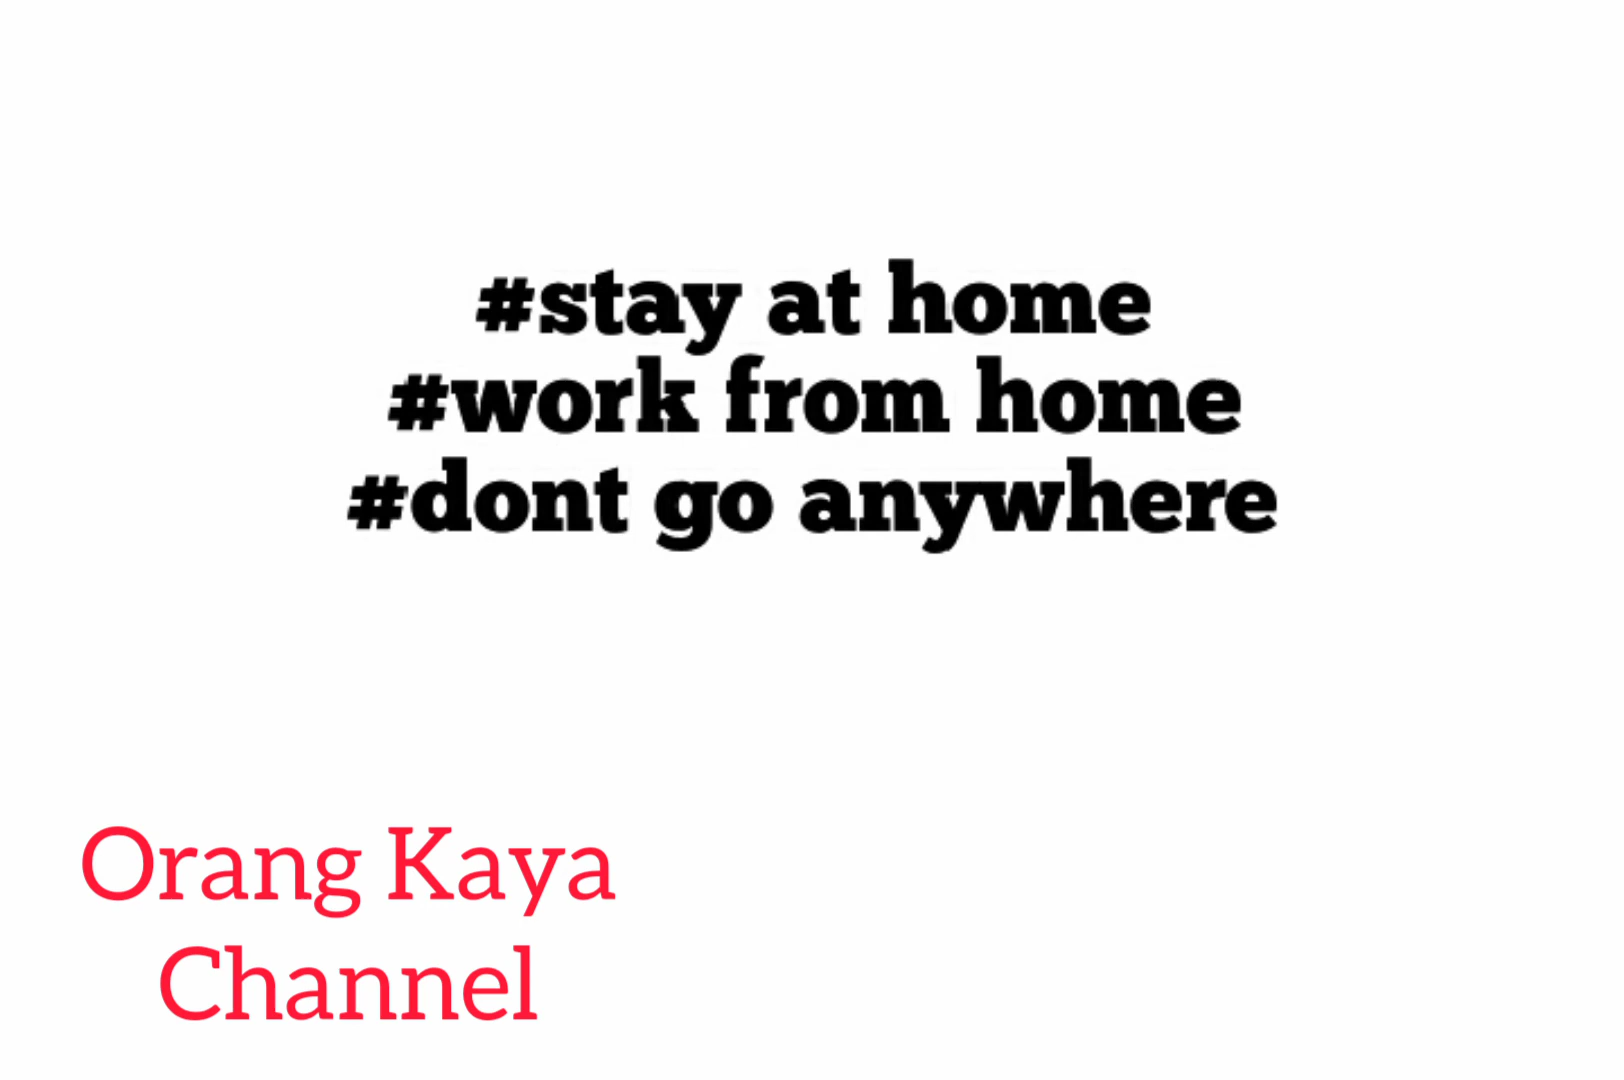 #stay at home
#work from home
#dont go anywhere
Orang Kaya
Channel